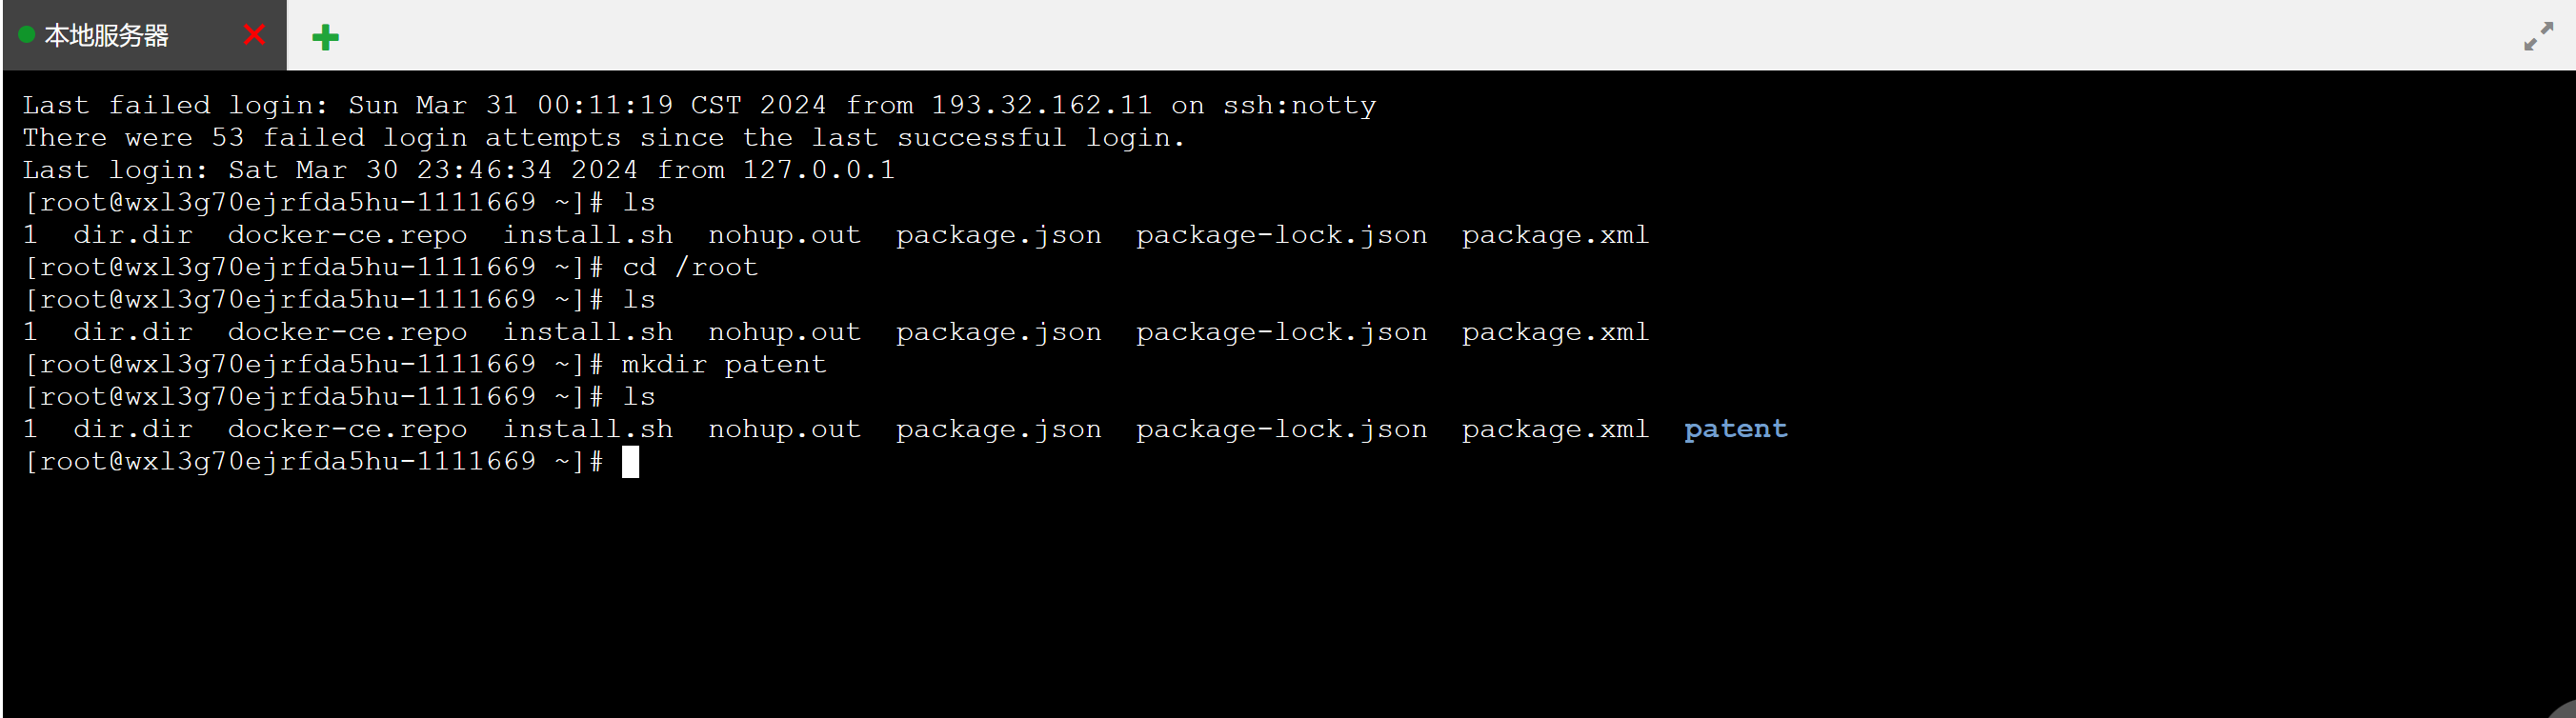 本地服务器
Last failed login: Sun Mar 31 00:11:19 CST 2024 from 193.32.162.11 on ssh:notty
There were 53 failed login attempts since the last successful login.
Last login: Sat Mar 30 23:46:34 2024 from 127.0.0.1
[root@wxl3g70ejrfda5hu-1111669 ~]# ls
1  dir.dir  docker-ce.repo  install.sh  nohup.out  package.json  package-lock.json  package.xml
[root@wxl3g70ejrfda5hu-1111669 ~]# cd /root
[root@wxl3g70ejrfda5hu-1111669 ~]# ls
1  dir.dir  docker-ce.repo  install.sh  nohup.out  package.json  package-lock.json  package.xml
[root@wxl3g70ejrfda5hu-1111669 ~]# mkdir patent
[root@wxl3g70ejrfda5hu-1111669 ~]# ls
1  dir.dir  docker-ce.repo  install.sh  nohup.out  package.json  package-lock.json  package.xml  patent
[root@wxl3g70ejrfda5hu-1111669 ~]#